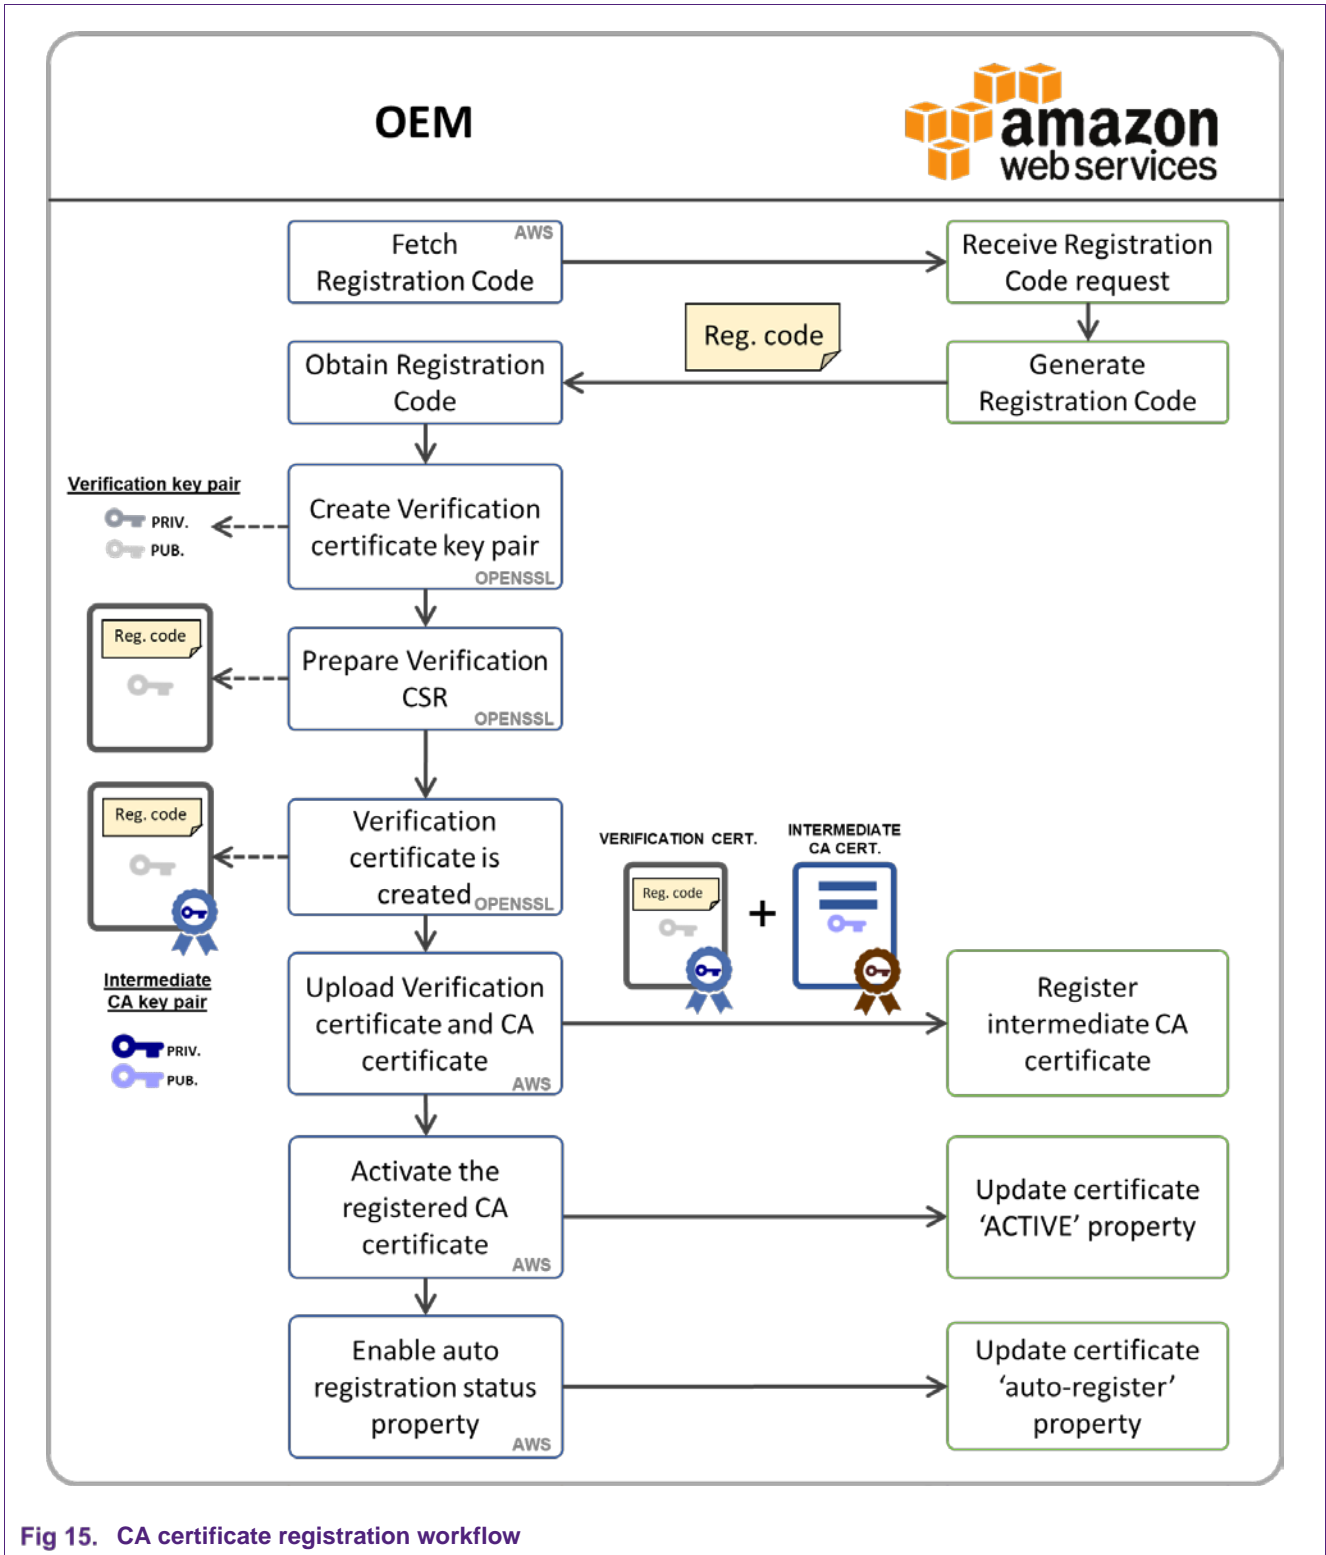 OEM
amazon
web services
Fetch
Registration Code
AWS
Receive Registration
Code request
Reg. code
Obtain Registration
Code
Generate
Registration Code
Verification key pair
PRIV.
PUB.
Create Verification
certificate key pair
OPENSSL
Reg. code
Prepare Verification
CSR
OPENSSL
Reg. code
Verification
certificate is
created
OPENSSL
VERIFICATION CERT.
INTERMEDIATE
CA CERT.
Reg. code
+
Intermediate
CA key pair
PRIV.
PUB.
Upload Verification
certificate and CA
certificate
AWS
Register
intermediate CA
certificate
Activate the
registered CA
certificate
AWS
Update certificate
‘ACTIVE’ property
Enable auto
registration status
property
AWS
Update certificate
‘auto-register’
property
Fig 15. CA certificate registration workflow